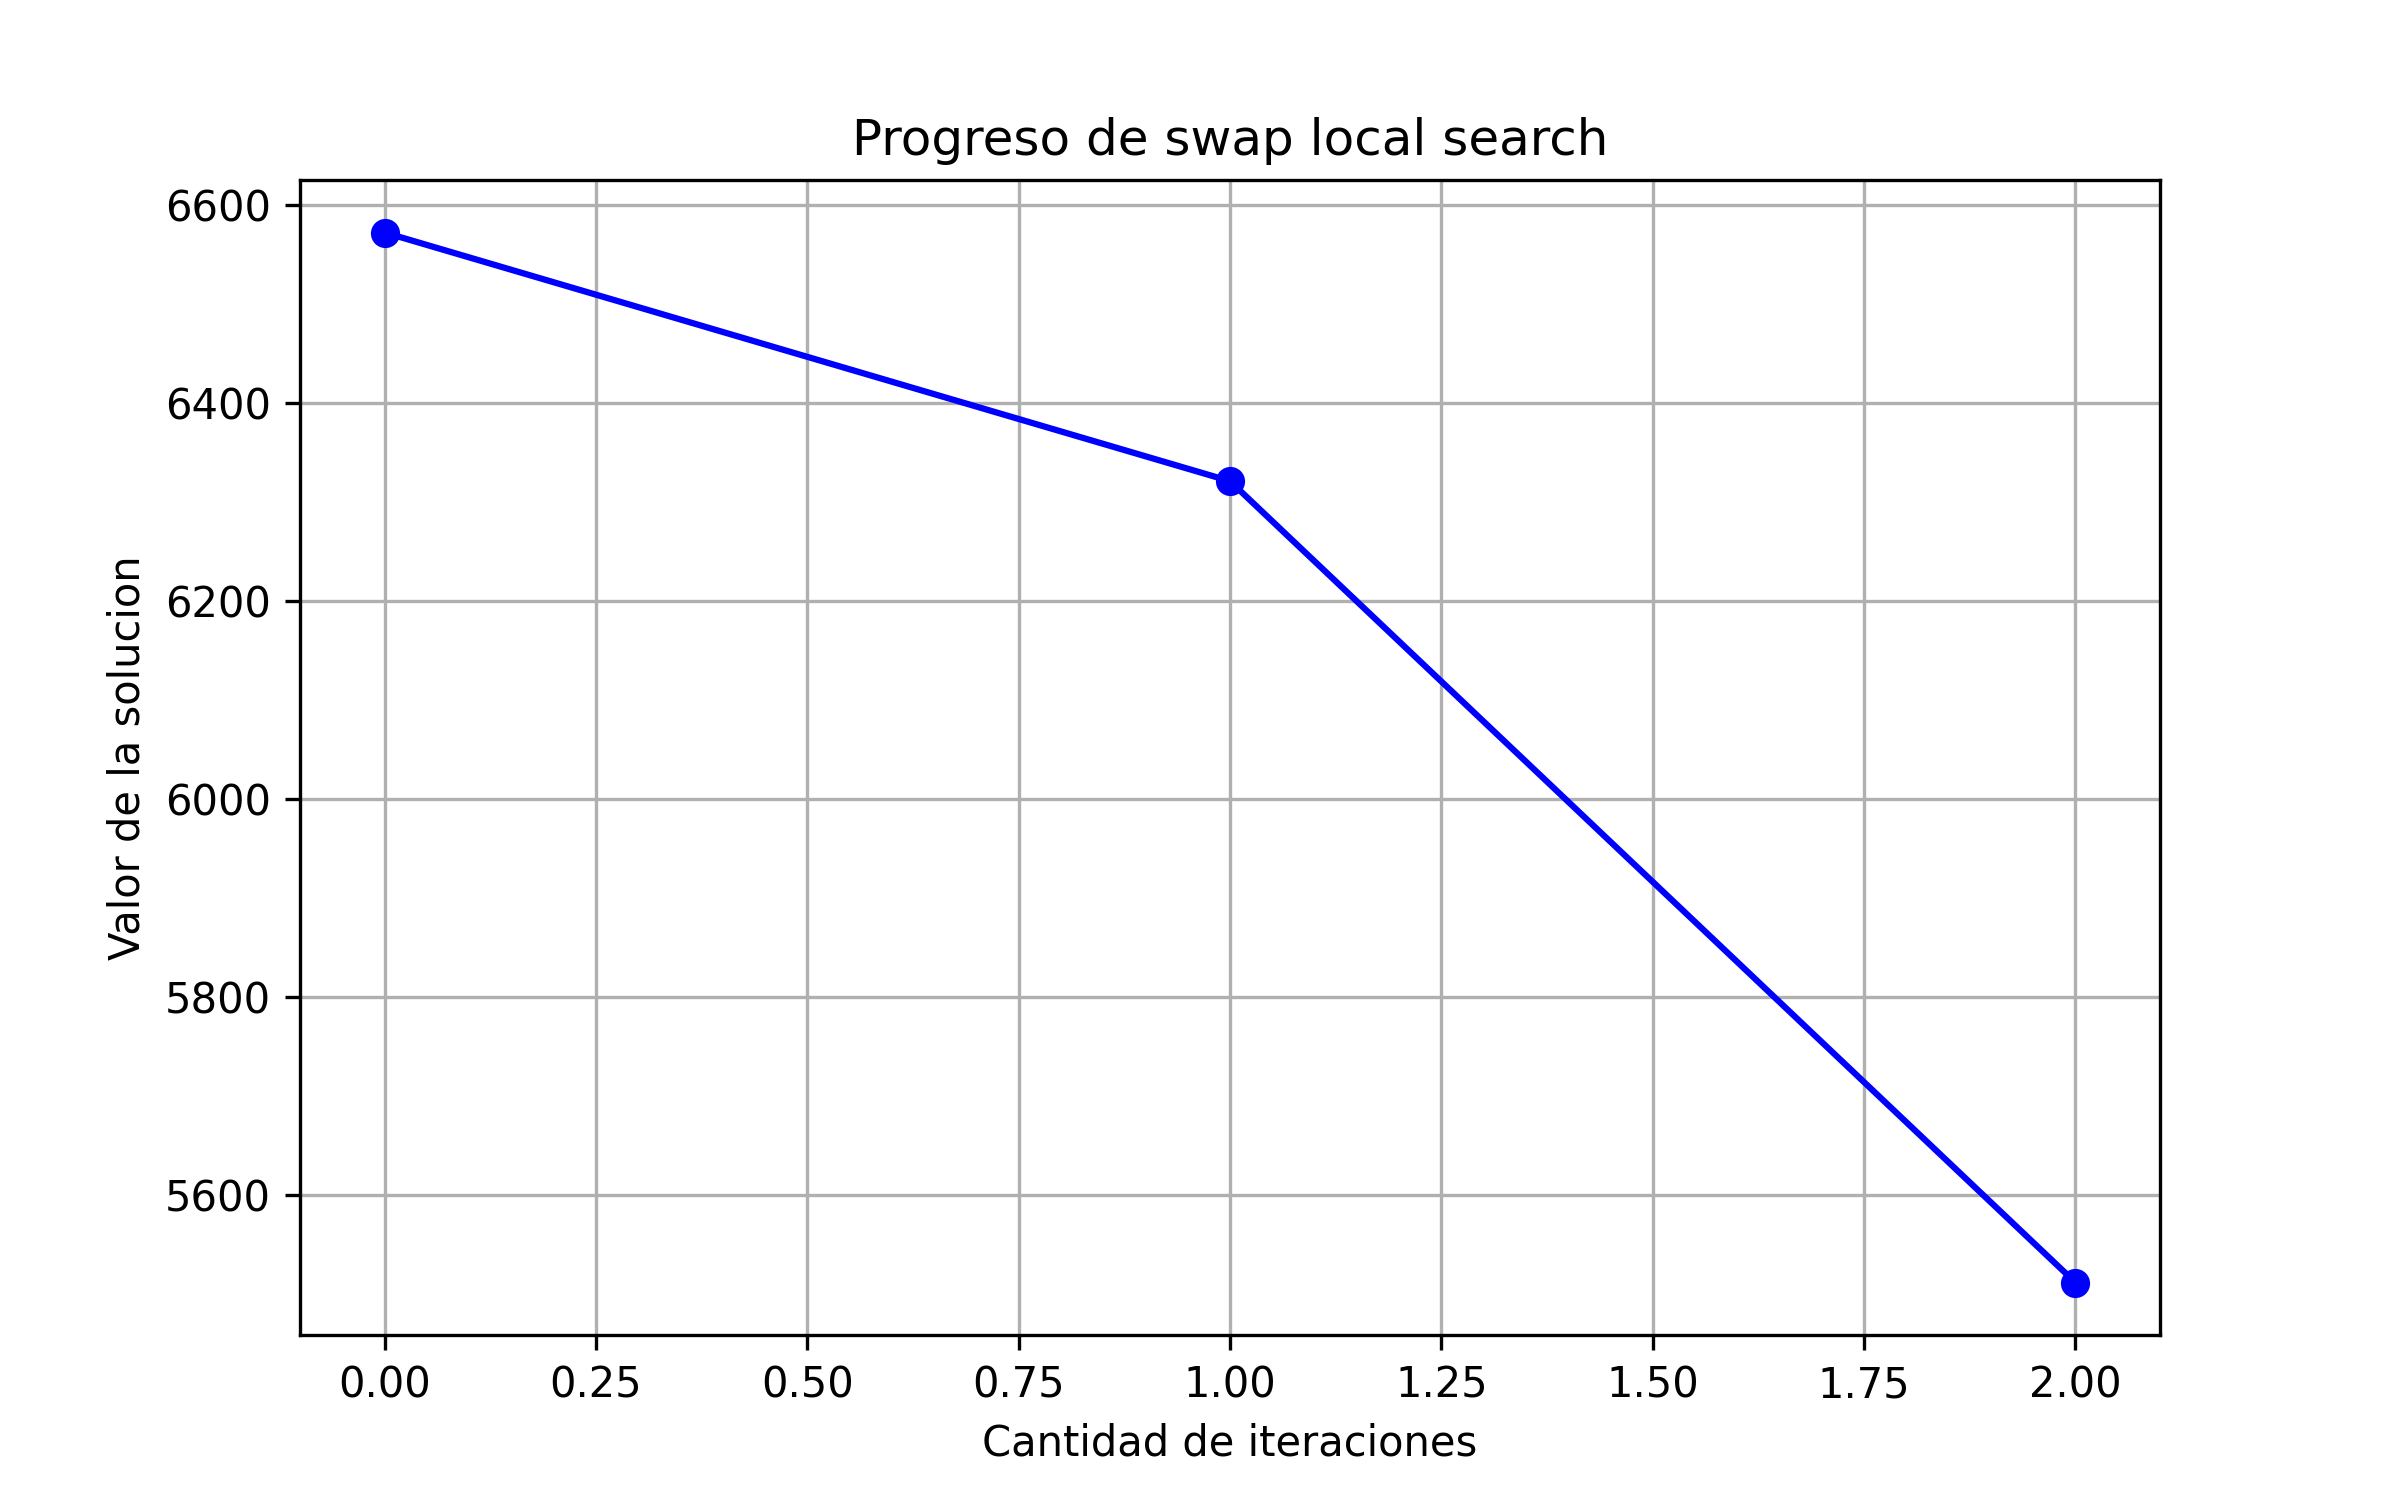 Progreso de swap local search
6600
6400
6200
6000
5800
5600
Valor de la solucion
0.00 0.25 0.50 0.75 1.00 1.25 1.50 1.75 2.00
Cantidad de iteraciones